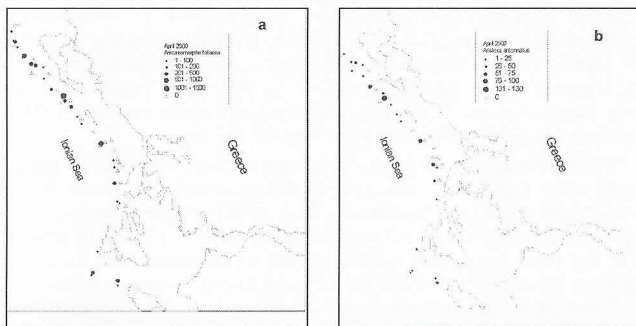 a
April 2000
Aristaeomorpha foliacea
1 - 100
101 - 200
201 - 500
501 - 1000
1001 - 1500
0
Ionian Sea
Greece
b
April 2000
Aristeus antennatus
1 - 25
26 - 50
51 - 75
76 - 100
101 - 130
0
Ionian Sea
Greece